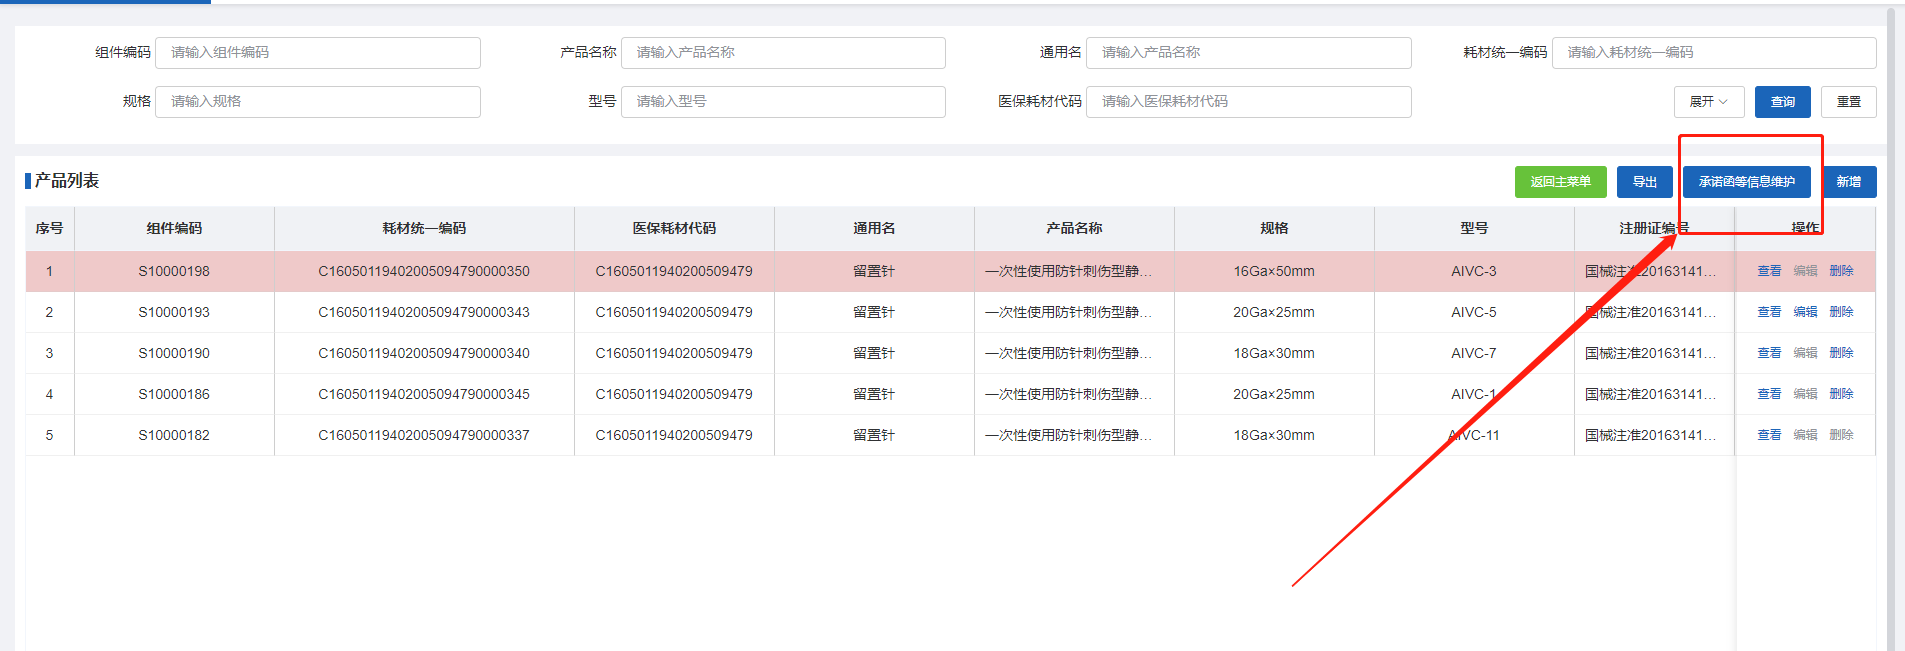 组件编码 请输入组件编码 产品名称 请输入产品名称 通用名 请输入产品名称 耗材统一编码 请输入耗材统一编码
规格 请输入规格 型号 请输入型号 医保耗材代码 请输入医保耗材代码 展开 查询 重置
产品列表 返回主菜单 导出 承诺函等信息维护 新增
序号 组件编码 耗材统一编码 医保耗材代码 通用名 产品名称 规格 型号 注册证编号 操作
1 S10000198 C16050119402005094790000350 C1605011940200509479 留置针 一次性使用防针刺伤型静... 16Ga×50mm AIVC-3 国械注准20163141... 查看 编辑 删除
2 S10000193 C16050119402005094790000343 C1605011940200509479 留置针 一次性使用防针刺伤型静... 20Ga×25mm AIVC-5 国械注准20163141... 查看 编辑 删除
3 S10000190 C16050119402005094790000340 C1605011940200509479 留置针 一次性使用防针刺伤型静... 18Ga×30mm AIVC-7 国械注准20163141... 查看 编辑 删除
4 S10000186 C16050119402005094790000345 C1605011940200509479 留置针 一次性使用防针刺伤型静... 20Ga×25mm AIVC-1 国械注准20163141... 查看 编辑 删除
5 S10000182 C16050119402005094790000337 C1605011940200509479 留置针 一次性使用防针刺伤型静... 18Ga×30mm AIVC-11 国械注准20163141... 查看 编辑 删除